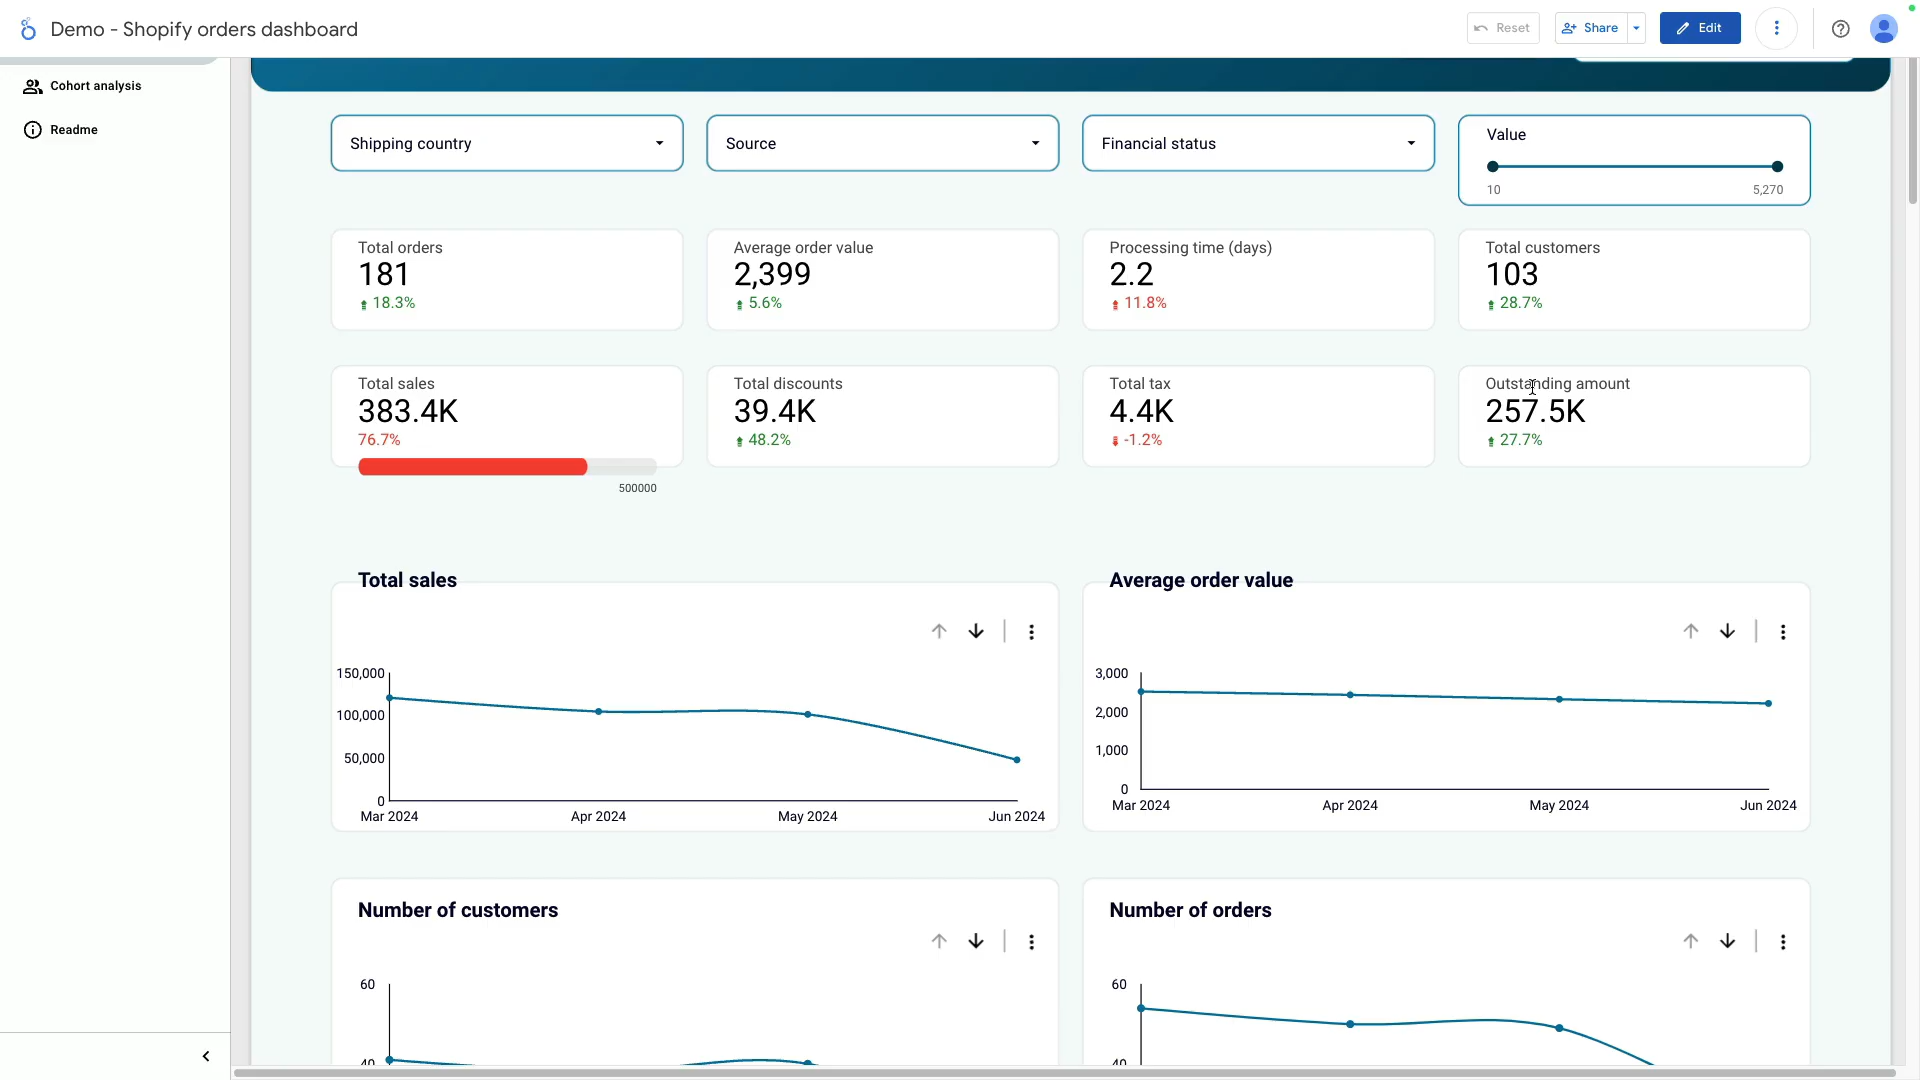 Demo - Shopify orders dashboard
Reset
Share
Edit
Cohort analysis
Readme
Shipping country
Source
Financial status
Value
10
5,270
Total orders
181
18.3%
Average order value
2,399
5.6%
Processing time (days)
2.2
11.8%
Total customers
103
28.7%
Total sales
383.4K
76.7%
500000
Total discounts
39.4K
48.2%
Total tax
4.4K
-1.2%
Outstanding amount
257.5K
27.7%
Total sales
150,000
100,000
50,000
0
Mar 2024 Apr 2024 May 2024 Jun 2024
Average order value
3,000
2,000
1,000
0
Mar 2024 Apr 2024 May 2024 Jun 2024
Number of customers
60
40
Number of orders
60
40